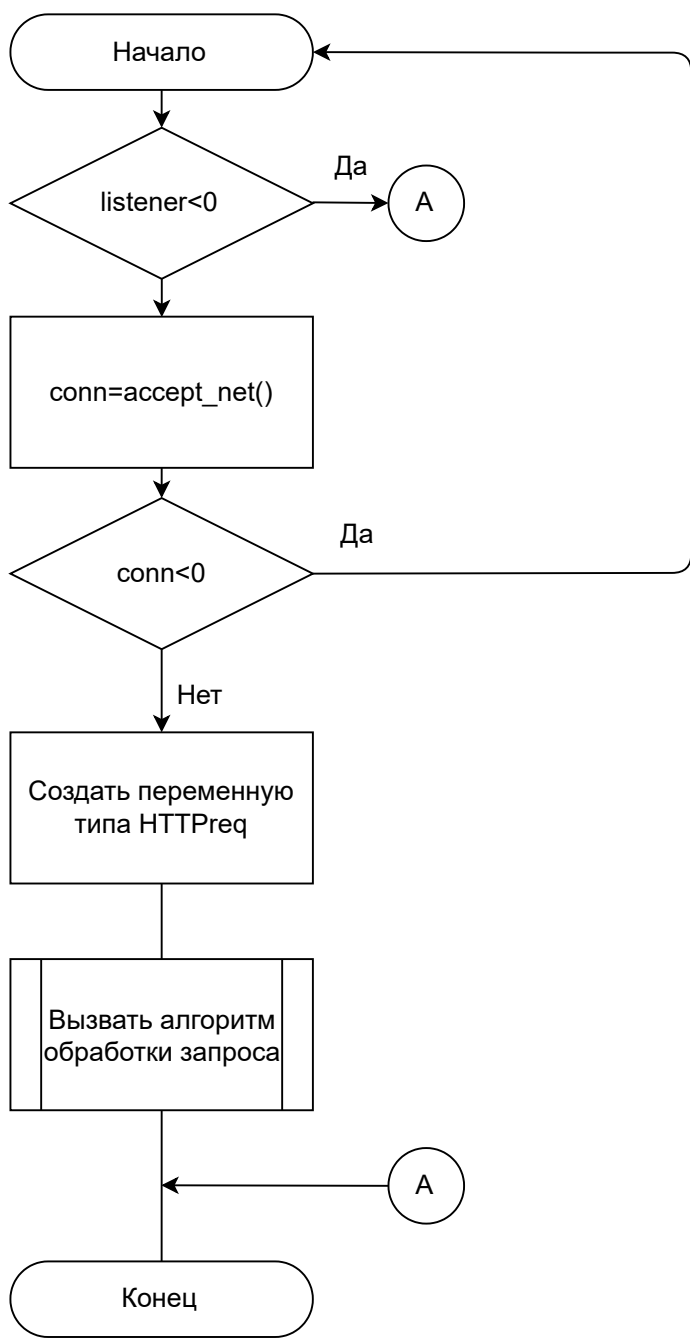 Начало
Да
listener<0
A
conn=accept_net()
Да
conn<0
Нет
Создать переменную
типа HTTPreq
Вызвать алгоритм
обработки запроса
A
Конец